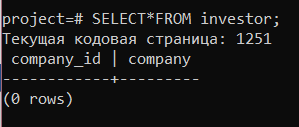 project=# SELECT*FROM investor;
Текущая кодовая страница: 1251
 company_id | company
------------+---------
(0 rows)